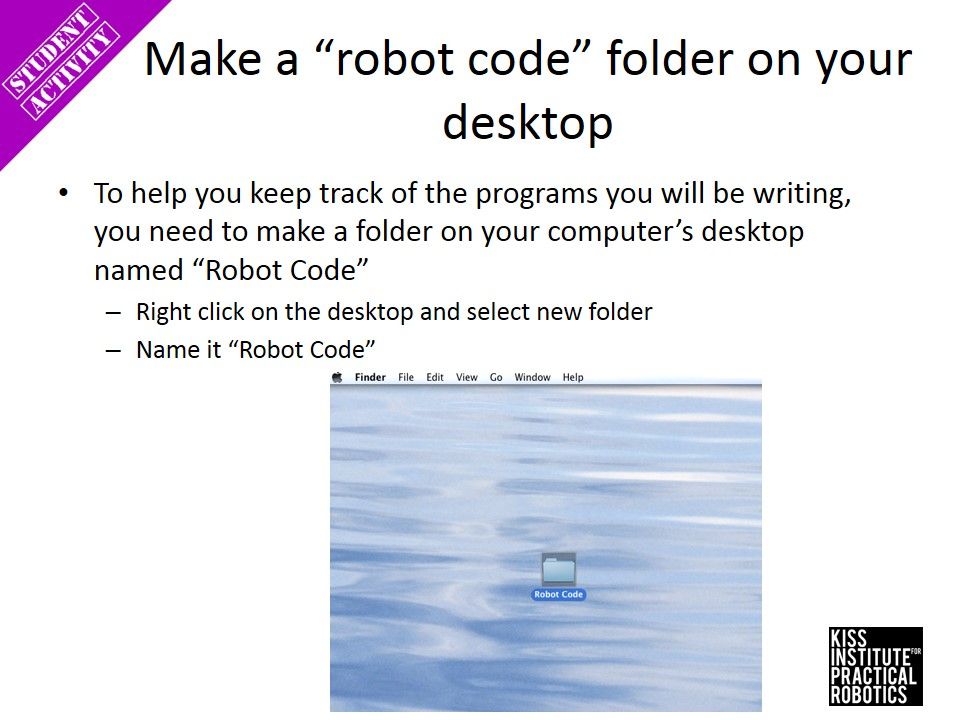 STUDENT
ACTIVITY
Make a “robot code” folder on your
desktop
• To help you keep track of the programs you will be writing,
you need to make a folder on your computer’s desktop
named “Robot Code”
– Right click on the desktop and select new folder
– Name it “Robot Code”
Finder File Edit View Go Window Help
Robot Code
KISS
INSTITUTE FOR
PRACTICAL
ROBOTICS